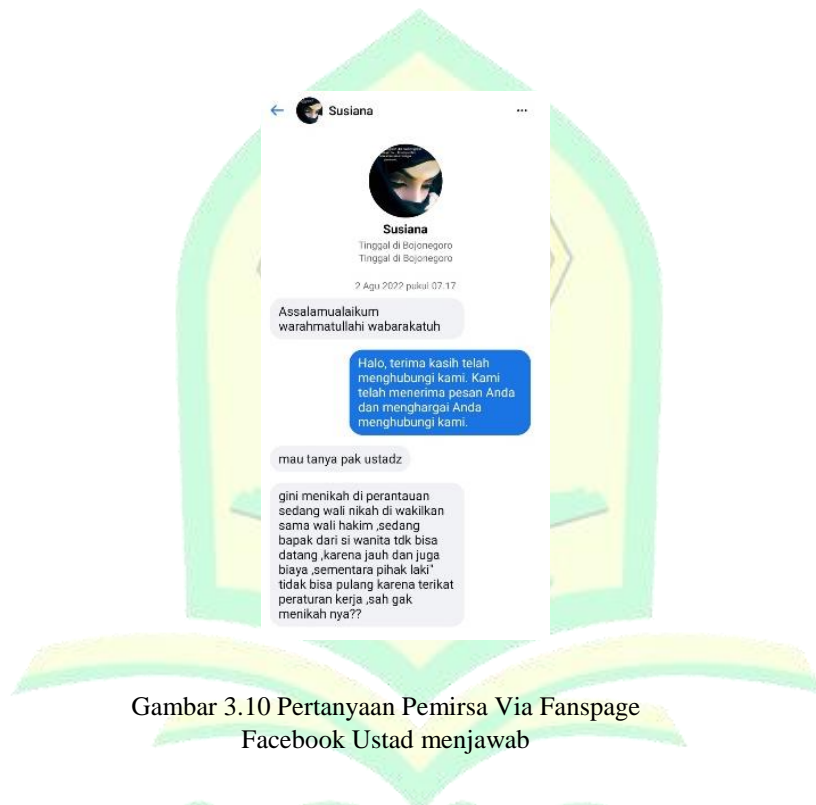 Susiana
Susiana
Tinggal di Bojonegoro
Tinggal di Bojonegoro
2 Agu 2022 pukul 07.17
Assalamualaikum
warahmatullahi wabarakatuh
Halo, terima kasih telah
menghubungi kami. Kami
telah menerima pesan Anda
dan menghargai Anda
menghubungi kami.
mau tanya pak ustadz
gini menikah di perantauan
sedang wali nikah di wakilkan
sama wali hakim ,sedang
bapak dari si wanita tdk bisa
datang ,karena jauh dan juga
biaya ,sementara pihak laki"
tidak bisa pulang karena terikat
peraturan kerja ,sah gak
menikah nya??
Gambar 3.10 Pertanyaan Pemirsa Via Fanspage
Facebook Ustad menjawab